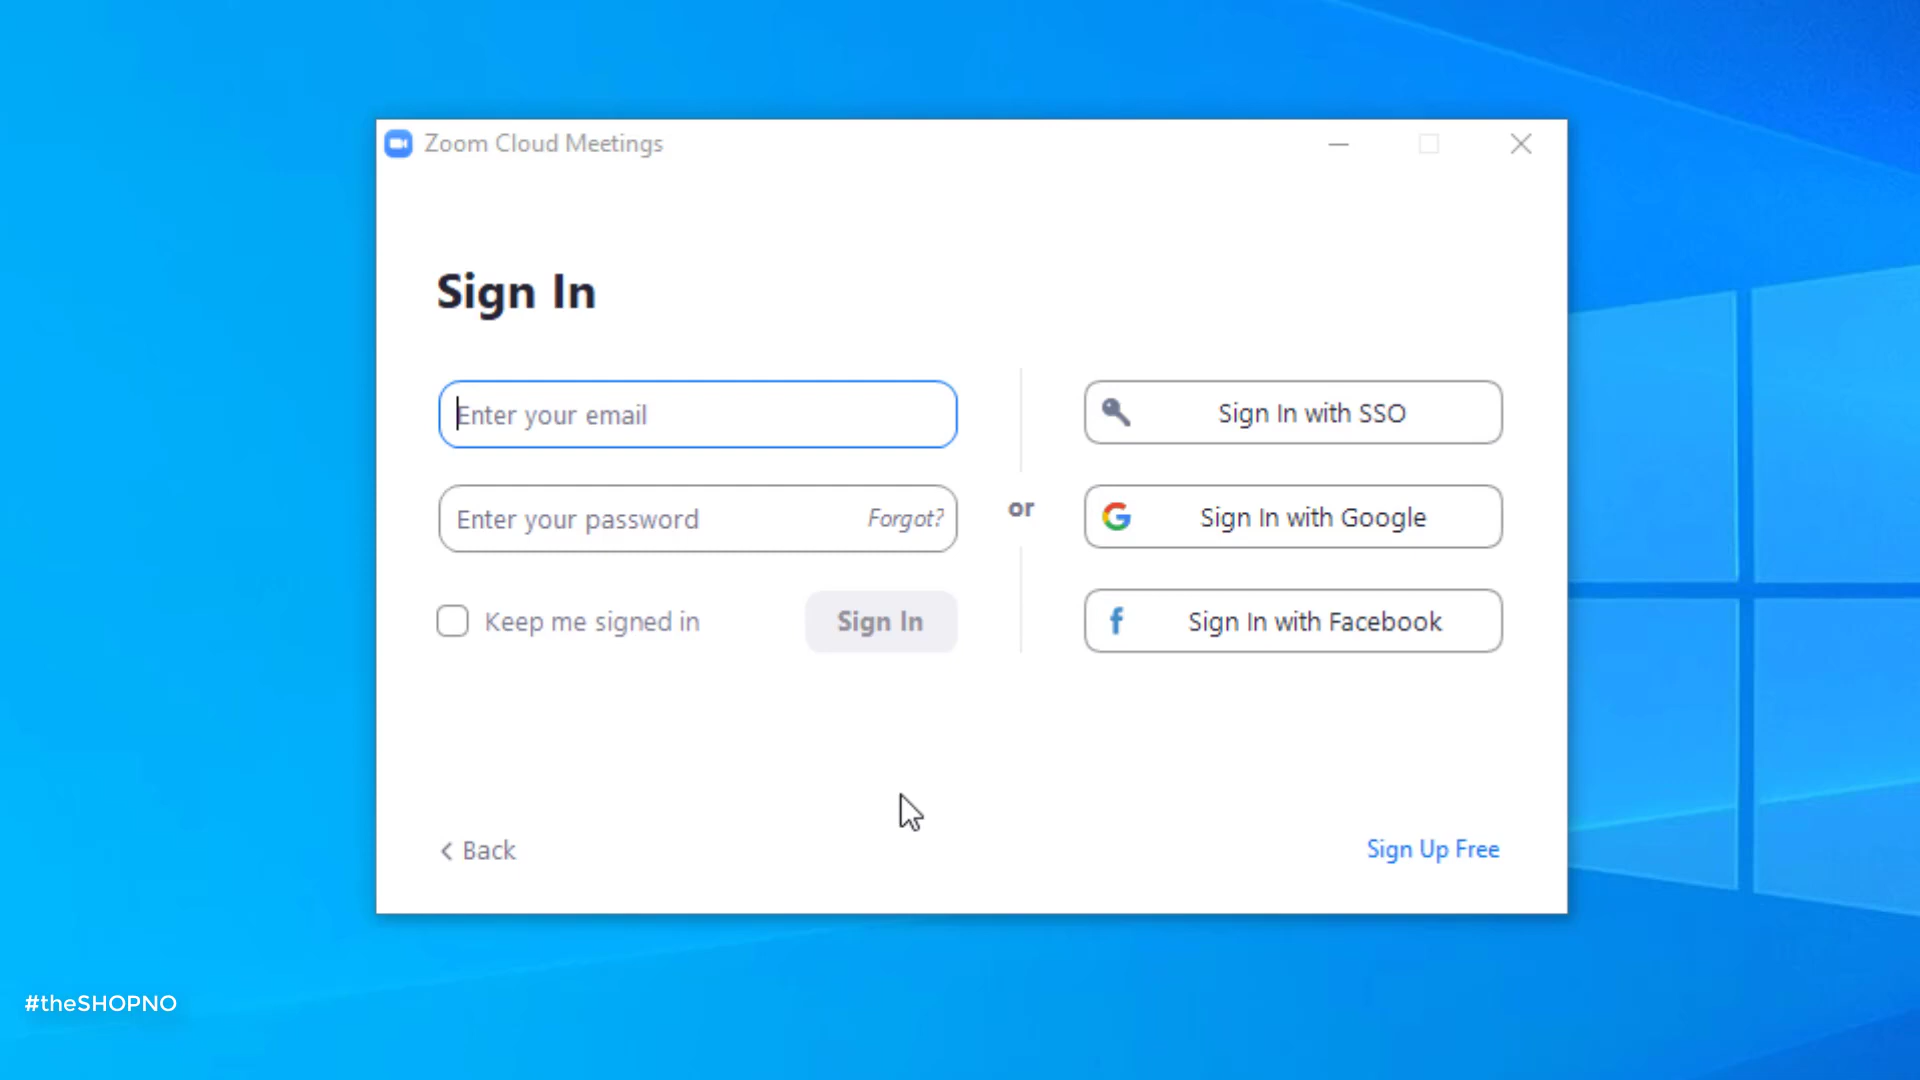 Zoom Cloud Meetings
Sign In
Enter your email
Enter your password Forgot?
Keep me signed in Sign In
or
Sign In with SSO
Sign In with Google
Sign In with Facebook
Back
Sign Up Free
#theSHOPNO